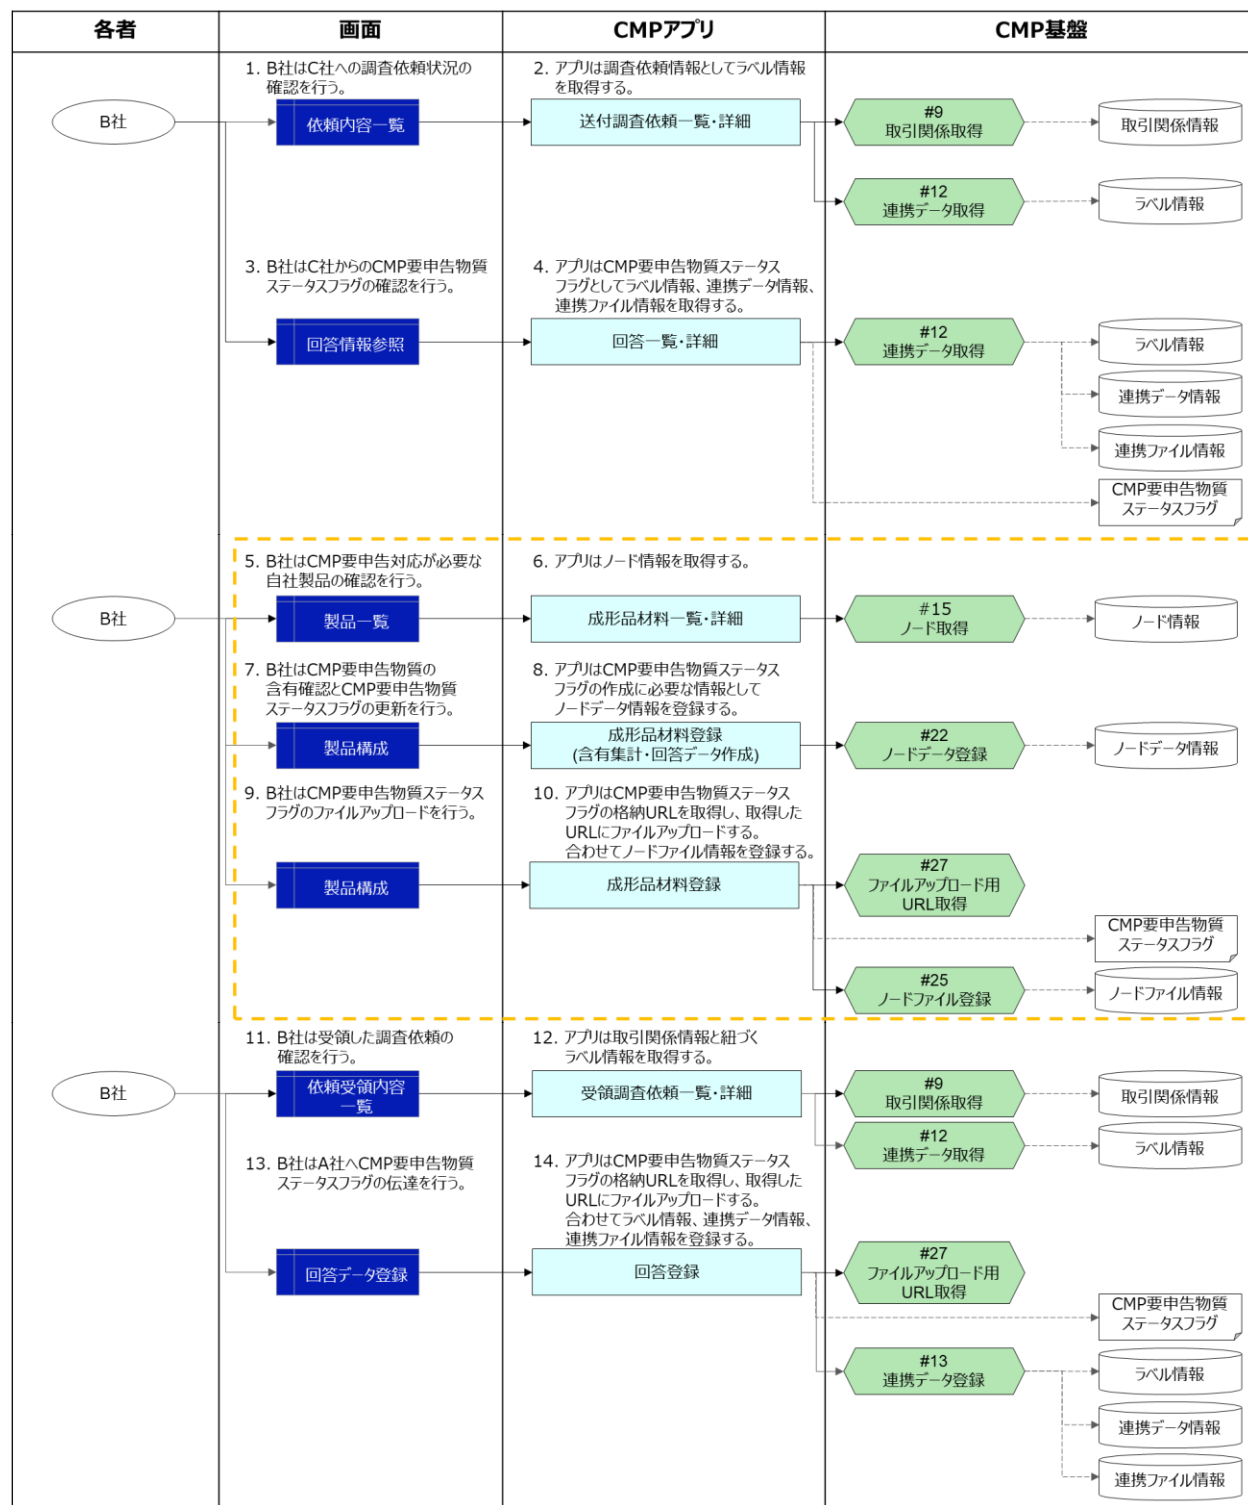 各者
画面
CMPアプリ
CMP基盤
1. B社はC社への調査依頼状況の
確認を行う。
2. アプリは調査依頼情報としてラベル情報
を取得する。
B社
依頼内容一覧
送付調査依頼一覧・詳細
#9
取引関係取得
取引関係情報
#12
連携データ取得
ラベル情報
3. B社はC社からのCMP要申告物質
ステータスフラグの確認を行う。
4. アプリはCMP要申告物質ステータス
フラグとしてラベル情報、連携データ情報、
連携ファイル情報を取得する。
回答情報参照
回答一覧・詳細
#12
連携データ取得
ラベル情報
連携データ情報
連携ファイル情報
CMP要申告物質
ステータスフラグ
5. B社はCMP要申告対応が必要な
自社製品の確認を行う。
6. アプリはノード情報を取得する。
B社
製品一覧
成形品材料一覧・詳細
#15
ノード取得
ノード情報
7. B社はCMP要申告物質の
含有確認とCMP要申告物質
ステータスフラグの更新を行う。
8. アプリはCMP要申告物質ステータス
フラグの作成に必要な情報として
ノードデータ情報を登録する。
製品構成
成形品材料登録
(含有集計・回答データ作成)
#22
ノードデータ登録
ノードデータ情報
9. B社はCMP要申告物質ステータス
フラグのファイルアップロードを行う。
10. アプリはCMP要申告物質ステータス
フラグの格納URLを取得し、取得した
URLにファイルアップロードする。
合わせてノードファイル情報を登録する。
製品構成
成形品材料登録
#27
ファイルアップロード用
URL取得
CMP要申告物質
ステータスフラグ
#25
ノードファイル登録
ノードファイル情報
11. B社は受領した調査依頼の
確認を行う。
12. アプリは取引関係情報と紐づく
ラベル情報を取得する。
B社
依頼受領内容
一覧
受領調査依頼一覧・詳細
#9
取引関係取得
取引関係情報
#12
連携データ取得
ラベル情報
13. B社はA社へCMP要申告物質
ステータスフラグの伝達を行う。
14. アプリはCMP要申告物質ステータス
フラグの格納URLを取得し、取得した
URLにファイルアップロードする。
合わせてラベル情報、連携データ情報、
連携ファイル情報を登録する。
回答データ登録
回答登録
#27
ファイルアップロード用
URL取得
CMP要申告物質
ステータスフラグ
#13
連携データ登録
ラベル情報
連携データ情報
連携ファイル情報